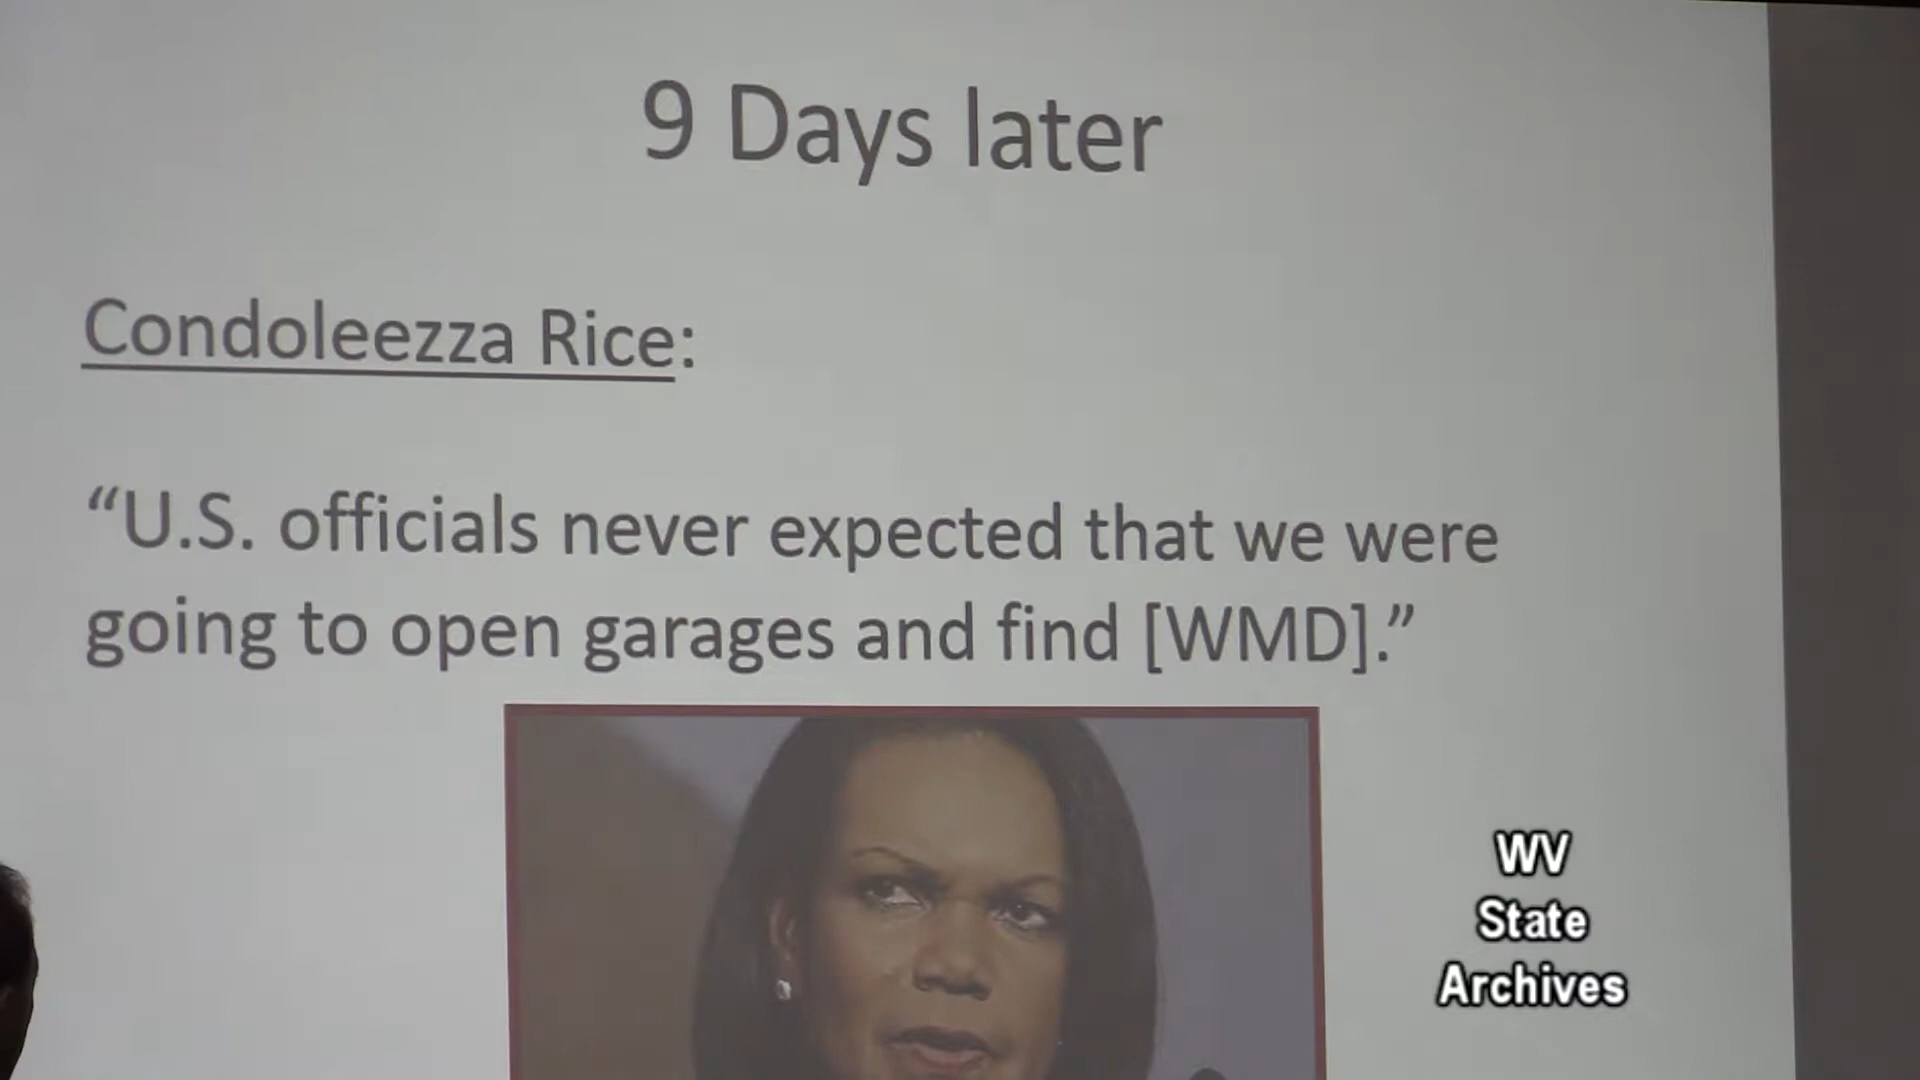 9 Days later
Condoleezza Rice:
“U.S. officials never expected that we were
going to open garages and find [WMD].”
WV
State
Archives